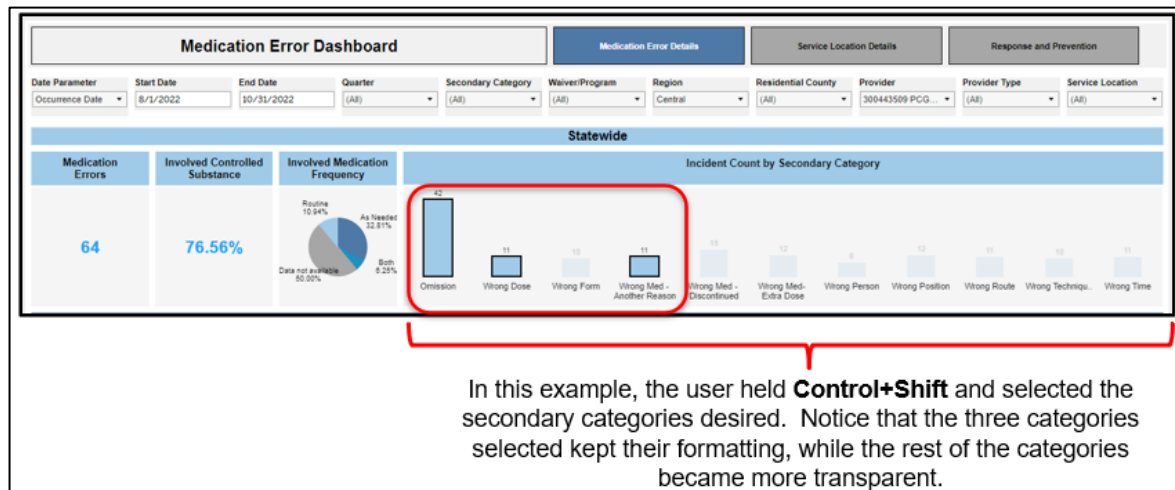 Medication Error Dashboard
Medication Error Details
Service Location Details
Response and Prevention
Date Parameter
Start Date
End Date
Quarter
Secondary Category
Waiver/Program
Region
Residential County
Provider
Provider Type
Service Location
Occurrence Date
8/1/2022
10/31/2022
(All)
(All)
(All)
Central
(All)
300443509 PCG...
(All)
(All)
Statewide
Medication
Errors
Involved Controlled
Substance
Involved Medication
Frequency
Incident Count by Secondary Category
64
76.56%
Routine
10.94%
As Needed
32.81%
Both
6.25%
Data not available
50.00%
42
11
10
11
15
12
8
12
11
10
11
Omission
Wrong Dose
Wrong Form
Wrong Med -
Another Reason
Wrong Med -
Discontinued
Wrong Med-
Extra Dose
Wrong Person
Wrong Position
Wrong Route
Wrong Techniqu..
Wrong Time
In this example, the user held Control+Shift and selected the
secondary categories desired. Notice that the three categories
selected kept their formatting, while the rest of the categories
became more transparent.